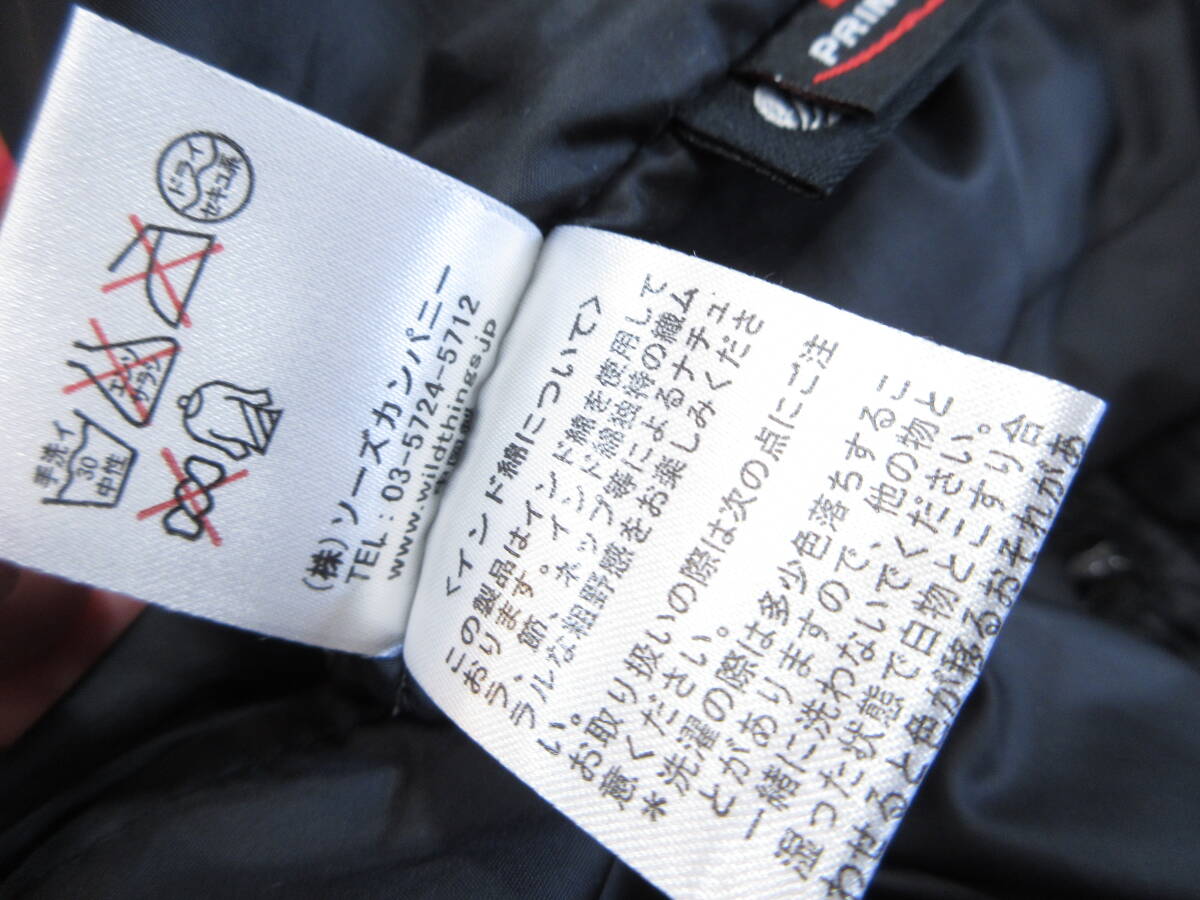 PRIM
ドライ
セキユ系
エンソ
サラシ
手洗イ
30
中性
(株)ソーズカンパニー
TEL: 03-5724-5712
www.wildthings.jp
<インド綿について>
この製品はインド綿を使用して
おります。インド綿独特の織ム
ラ、節、ネップ等によるナチュ
ラルな粗野感をお楽しみくださ
い。
お取り扱いの際は次の点にご注
意ください。
*洗濯の際は多少色落ちするこ
とがありますので、他の物と
一緒に洗わないでください。
湿った状態で白物とこすり合
わせると色が移るおそれがあ